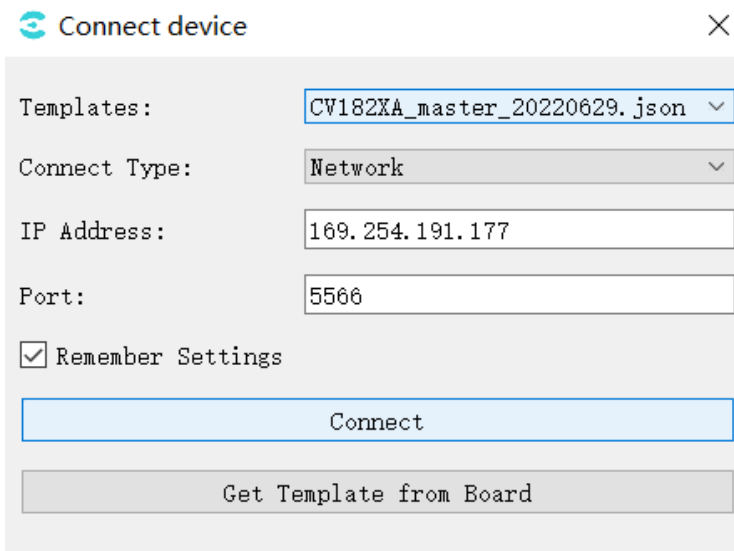 Connect device
Templates: CV182XA_master_20220629.json
Connect Type: Network
IP Address: 169.254.191.177
Port: 5566
Remember Settings
Connect
Get Template from Board